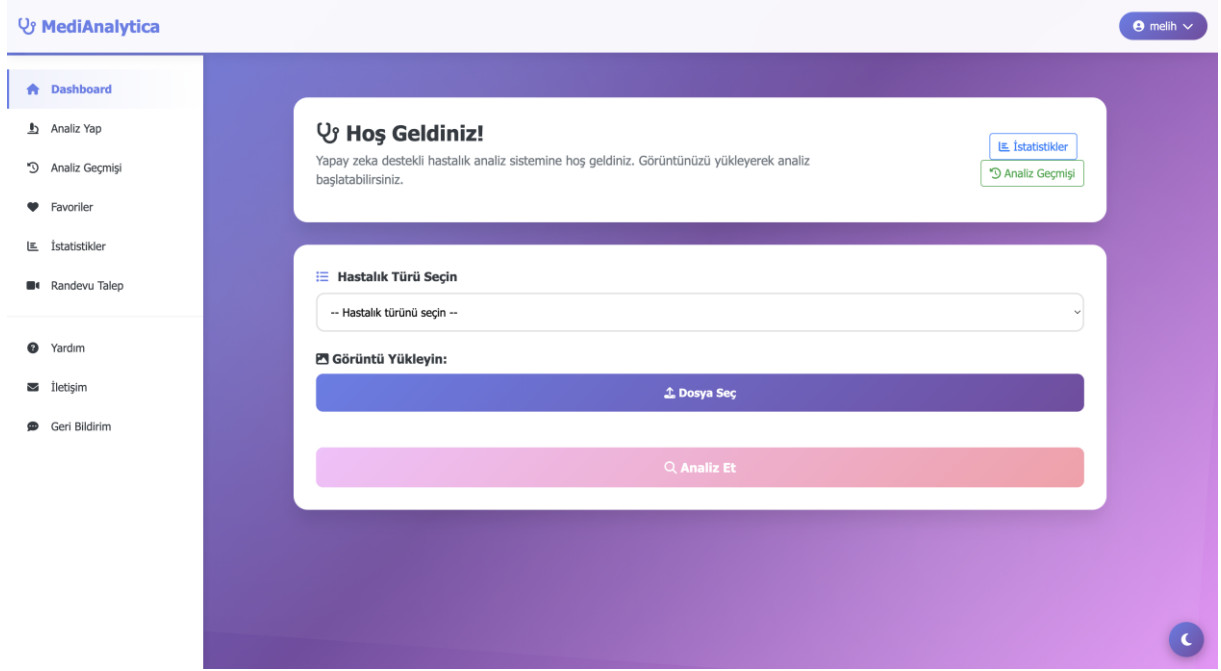 MediAnalytica
melih
Dashboard
Analiz Yap
Analiz Geçmişi
Favoriler
İstatistikler
Randevu Talep
Yardım
İletişim
Geri Bildirim
Hoş Geldiniz!
Yapay zeka destekli hastalık analiz sistemine hoş geldiniz. Görüntünüzü yükleyerek analiz
başlatabilirsiniz.
İstatistikler
Analiz Geçmişi
Hastalık Türü Seçin
-- Hastalık türünü seçin --
Görüntü Yükleyin:
Dosya Seç
Analiz Et